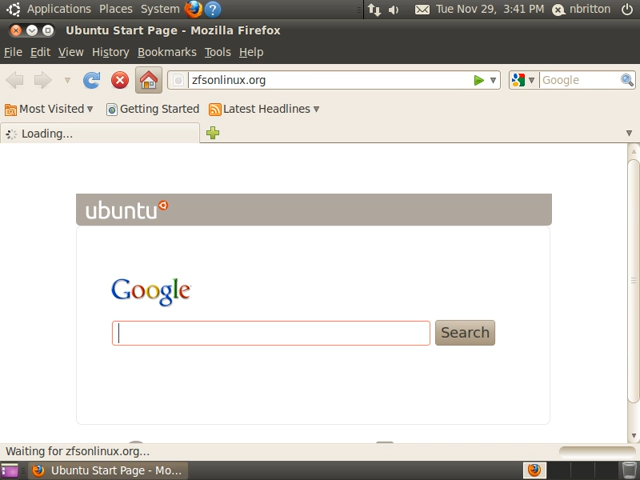 Applications Places System Tue Nov 29, 3:41 PM nbritton
Ubuntu Start Page - Mozilla Firefox
File Edit View History Bookmarks Tools Help
zfsonlinux.org Google
Most Visited Getting Started Latest Headlines
Loading...
ubuntu
Google
Search
Waiting for zfsonlinux.org...
Ubuntu Start Page - Mo...